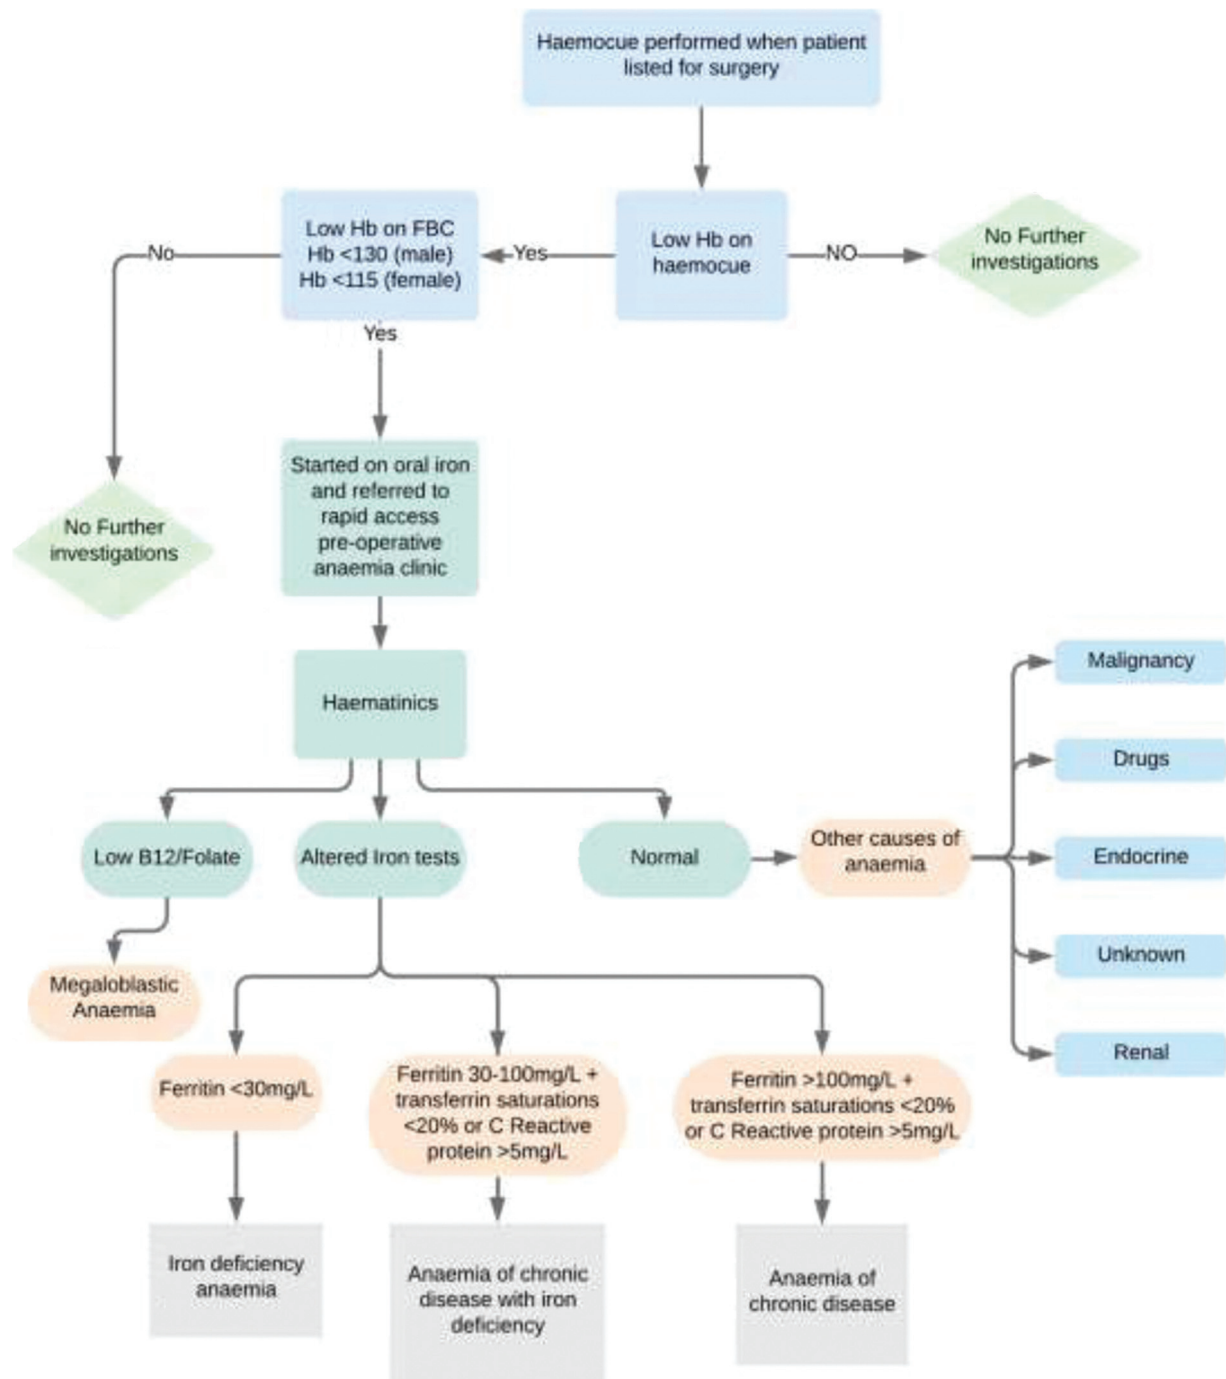 Haemocue performed when patient
listed for surgery
Low Hb on FBC
Hb <130 (male)
Hb <115 (female)
Low Hb on
haemocue
No Further
investigations
No
Yes
NO
Yes
Started on oral iron
and referred to
rapid access
pre-operative
anaemia clinic
No Further
investigations
Haematinics
Low B12/Folate
Altered Iron tests
Normal
Other causes of
anaemia
Malignancy
Drugs
Endocrine
Unknown
Renal
Megaloblastic
Anaemia
Ferritin <30mg/L
Ferritin 30-100mg/L +
transferrin saturations
<20% or C Reactive
protein >5mg/L
Ferritin >100mg/L +
transferrin saturations <20%
or C Reactive protein >5mg/L
Iron deficiency
anaemia
Anaemia of chronic
disease with iron
deficiency
Anaemia of
chronic disease